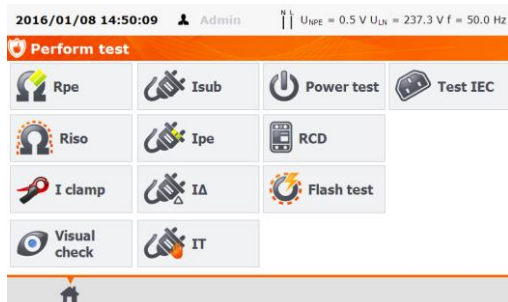 2016/01/08 14:50:09 Admin N L UNPE = 0.5 V ULN = 237.3 V f = 50.0 Hz
Perform test
Rpe Isub Power test Test IEC
Riso Ipe RCD
I clamp IΔ Flash test
Visual
check
IT